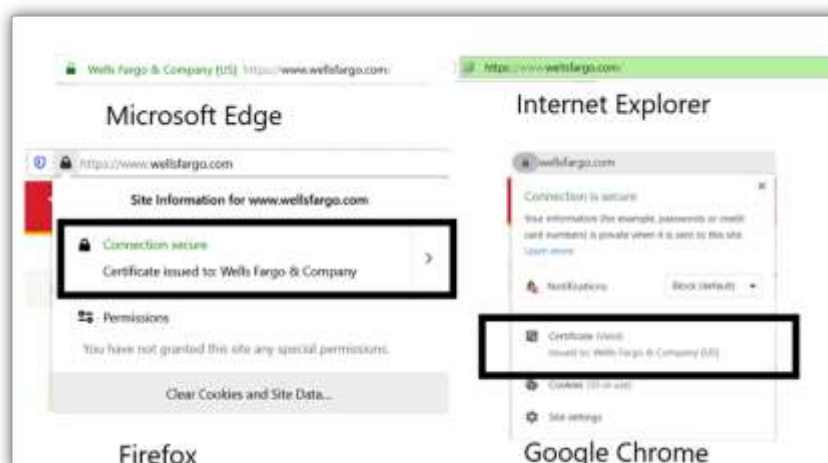 Wells Fargo & Company [US] https://www.wellsfargo.com/
Microsoft Edge
https://www.wellsfargo.com/
Internet Explorer
https://www.wellsfargo.com
Site Information for www.wellsfargo.com
Connection secure
Certificate issued to: Wells Fargo & Company
Permissions
You have not granted this site any special permissions.
Clear Cookies and Site Data...
Firefox
wellsfargo.com
Connection is secure
Your information (for example, passwords or credit
card numbers) is private when it is sent to this site.
Learn more
Notifications
Block (default)
Certificate (Valid)
Issued to: Wells Fargo & Company [US]
Cookies in use)
Site settings
Google Chrome